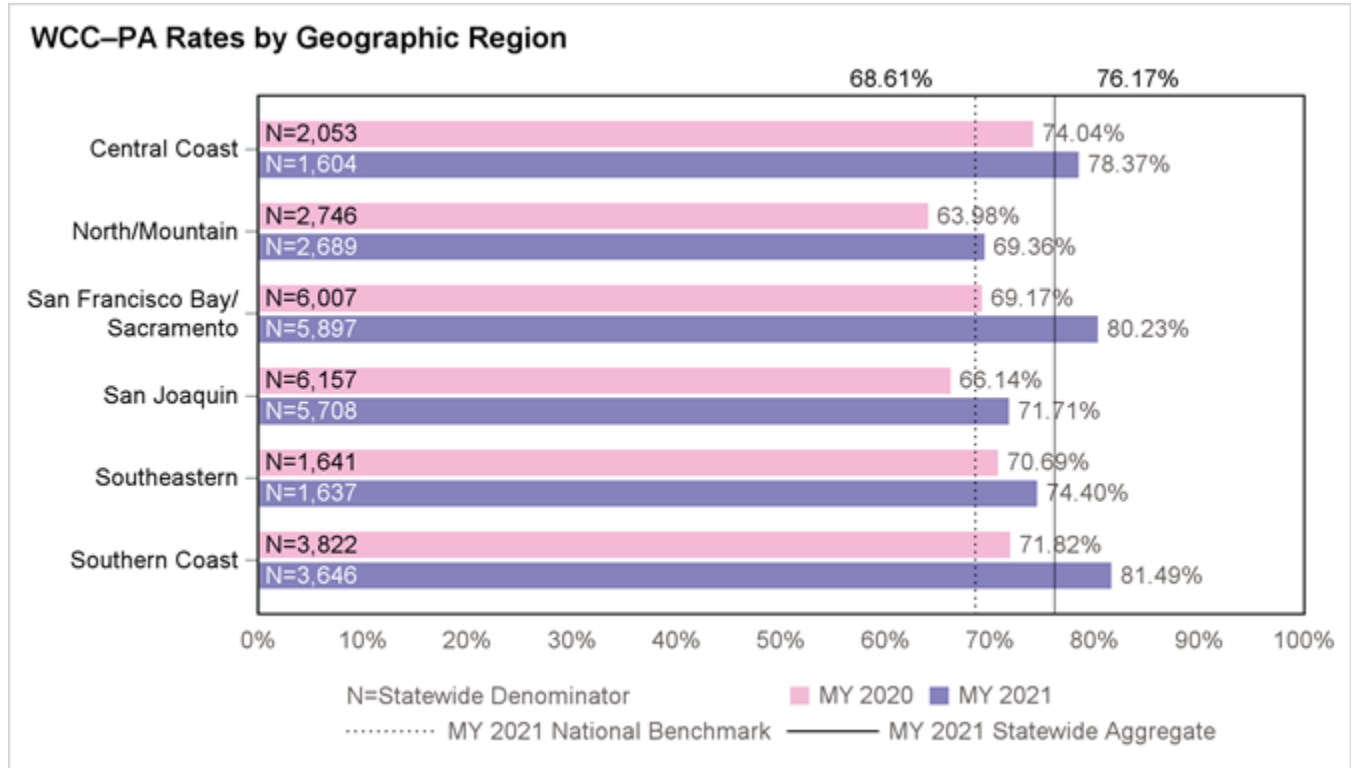 WCC–PA Rates by Geographic Region
68.61% 76.17%
Central Coast
N=2,053 74.04%
N=1,604 78.37%
North/Mountain
N=2,746 63.98%
N=2,689 69.36%
San Francisco Bay/
Sacramento
N=6,007 69.17%
N=5,897 80.23%
San Joaquin
N=6,157 66.14%
N=5,708 71.71%
Southeastern
N=1,641 70.69%
N=1,637 74.40%
Southern Coast
N=3,822 71.82%
N=3,646 81.49%
0% 10% 20% 30% 40% 50% 60% 70% 80% 90% 100%
N=Statewide Denominator MY 2020 MY 2021
MY 2021 National Benchmark MY 2021 Statewide Aggregate